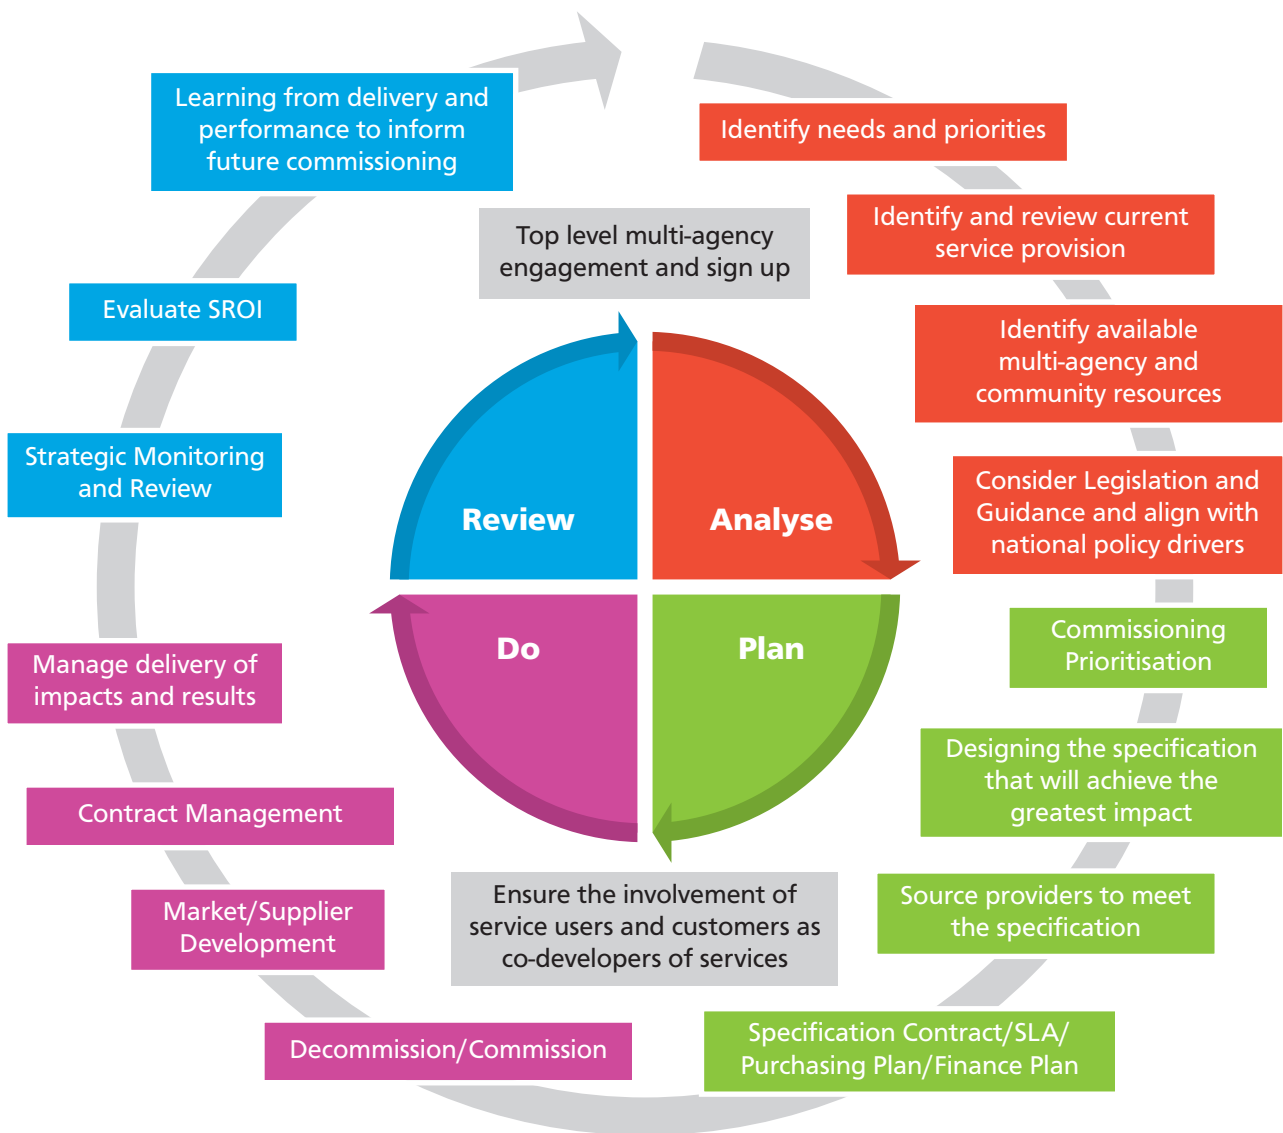 Learning from delivery and
performance to inform
future commissioning
Identify needs and priorities
Identify and review current
service provision
Top level multi-agency
engagement and sign up
Evaluate SROI
Identify available
multi-agency and
community resources
Strategic Monitoring
and Review
Consider Legislation and
Guidance and align with
national policy drivers
Review
Analyse
Do
Plan
Commissioning
Prioritisation
Manage delivery of
impacts and results
Designing the specification
that will achieve the
greatest impact
Contract Management
Market/Supplier
Development
Ensure the involvement of
service users and customers as
co-developers of services
Source providers to meet
the specification
Decommission/Commission
Specification Contract/SLA/
Purchasing Plan/Finance Plan